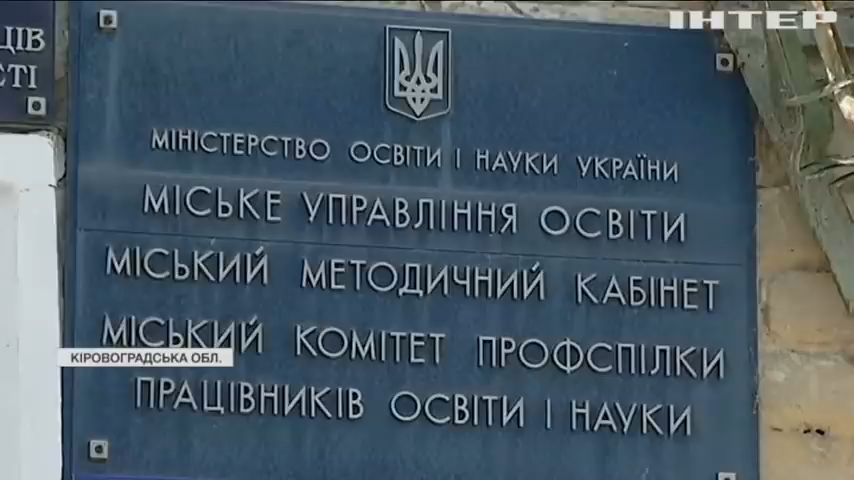 ІНТЕР
МІНІСТЕРСТВО ОСВІТИ І НАУКИ УКРАЇНИ
МІСЬКЕ УПРАВЛІННЯ ОСВІТИ
МІСЬКИЙ МЕТОДИЧНИЙ КАБІНЕТ
МІСЬКИЙ КОМІТЕТ ПРОФСПІЛКИ
КІРОВОГРАДСЬКА ОБЛ.
ПРАЦІВНИКІВ ОСВІТИ І НАУКИ